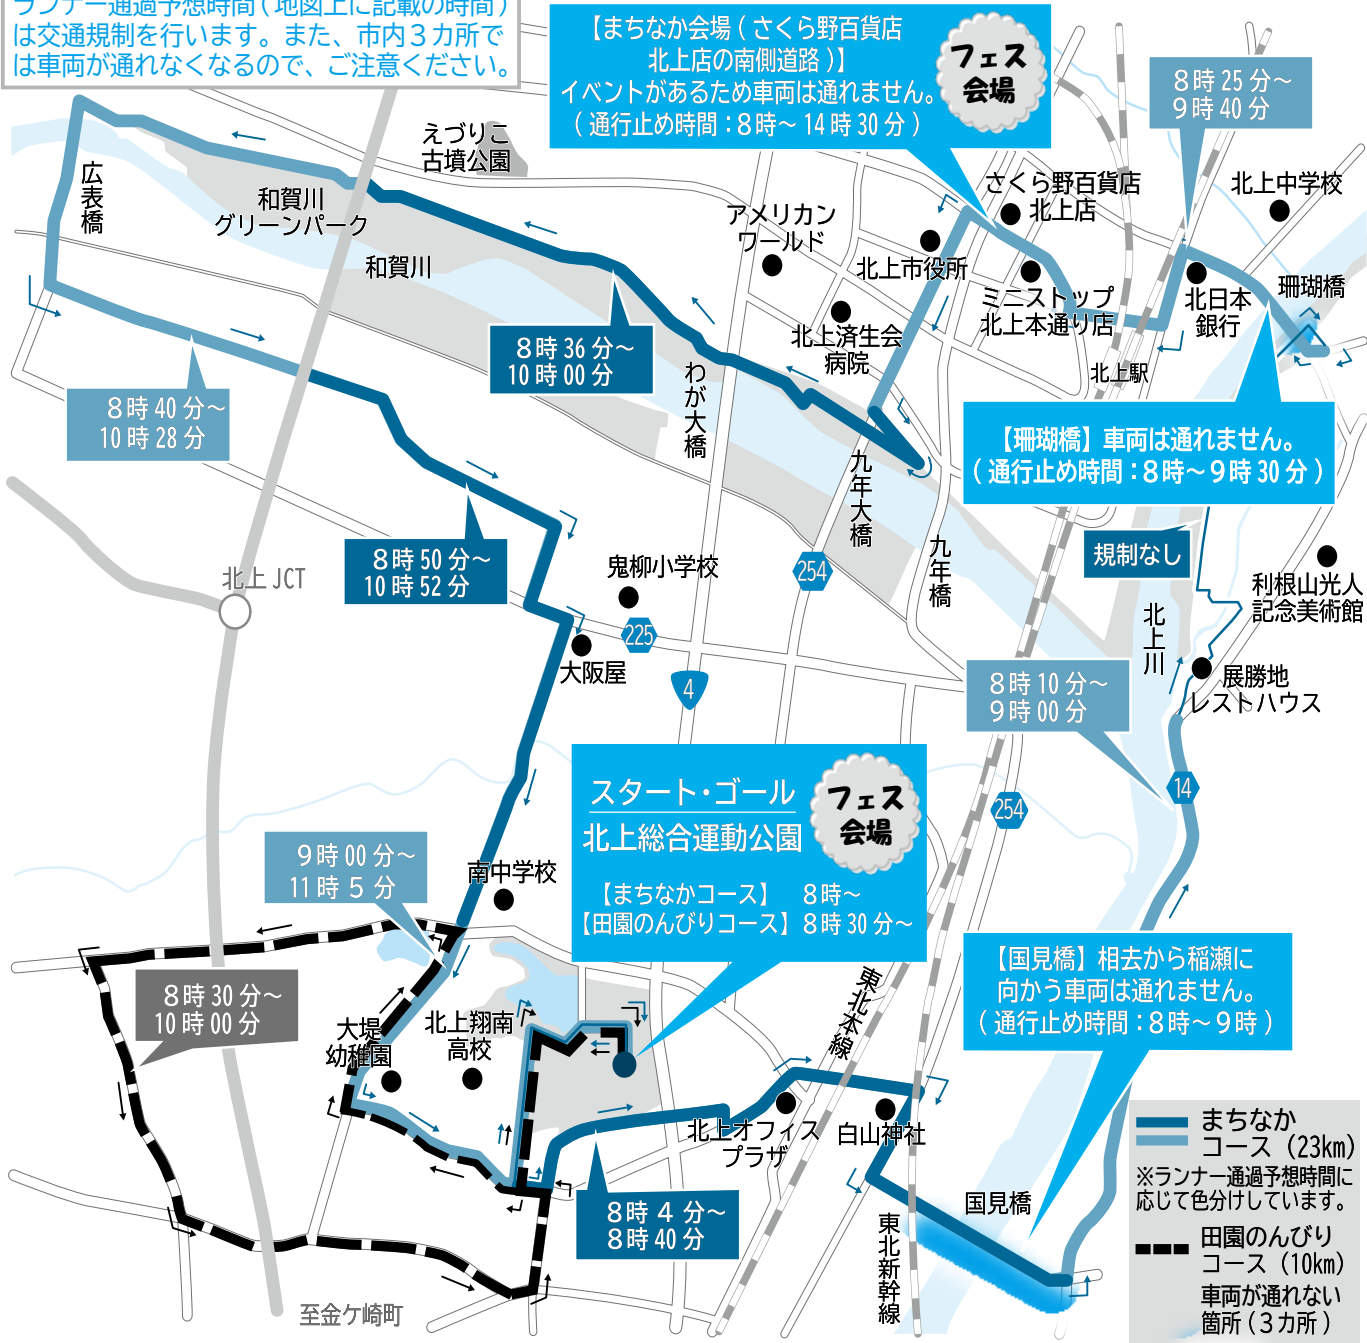 ランナー通過予想時間(地図上に記載の時間)
は交通規制を行います。また、市内3カ所で
は車両が通れなくなるので、ご注意ください。
【まちなか会場(さくら野百貨店
北上店の南側道路)】
イベントがあるため車両は通れません。
(通行止め時間:8時〜14時30分)
フェス
会場
8時25分〜
9時40分
えづりこ
古墳公園
広表橋
和賀川
グリーンパーク
和賀川
アメリカン
ワールド
さくら野百貨店
北上店
北上中学校
北上市役所
ミニストップ
北上本通り店
北日本
銀行
珊瑚橋
北上済生会
病院
北上駅
8時36分〜
10時00分
わが大橋
8時40分〜
10時28分
【珊瑚橋】車両は通れません。
(通行止め時間:8時〜9時30分)
九年大橋
九年橋
規制なし
8時50分〜
10時52分
北上JCT
鬼柳小学校
254
225
大阪屋
4
利根山光人
記念美術館
北上川
展勝地
レストハウス
8時10分〜
9時00分
14
254
スタート・ゴール
北上総合運動公園
フェス
会場
【まちなかコース】 8時〜
【田園のんびりコース】8時30分〜
9時00分〜
11時5分
南中学校
8時30分〜
10時00分
大堤
幼稚園
北上翔南
高校
東北本線
【国見橋】相去から稲瀬に
向かう車両は通れません。
(通行止め時間:8時〜9時)
北上オフィス
プラザ
白山神社
国見橋
東北新幹線
8時4分〜
8時40分
至金ケ崎町
まちなか
コース(23km)
※ランナー通過予想時間に
応じて色分けしています。
田園のんびり
コース(10km)
車両が通れない
箇所(3カ所)